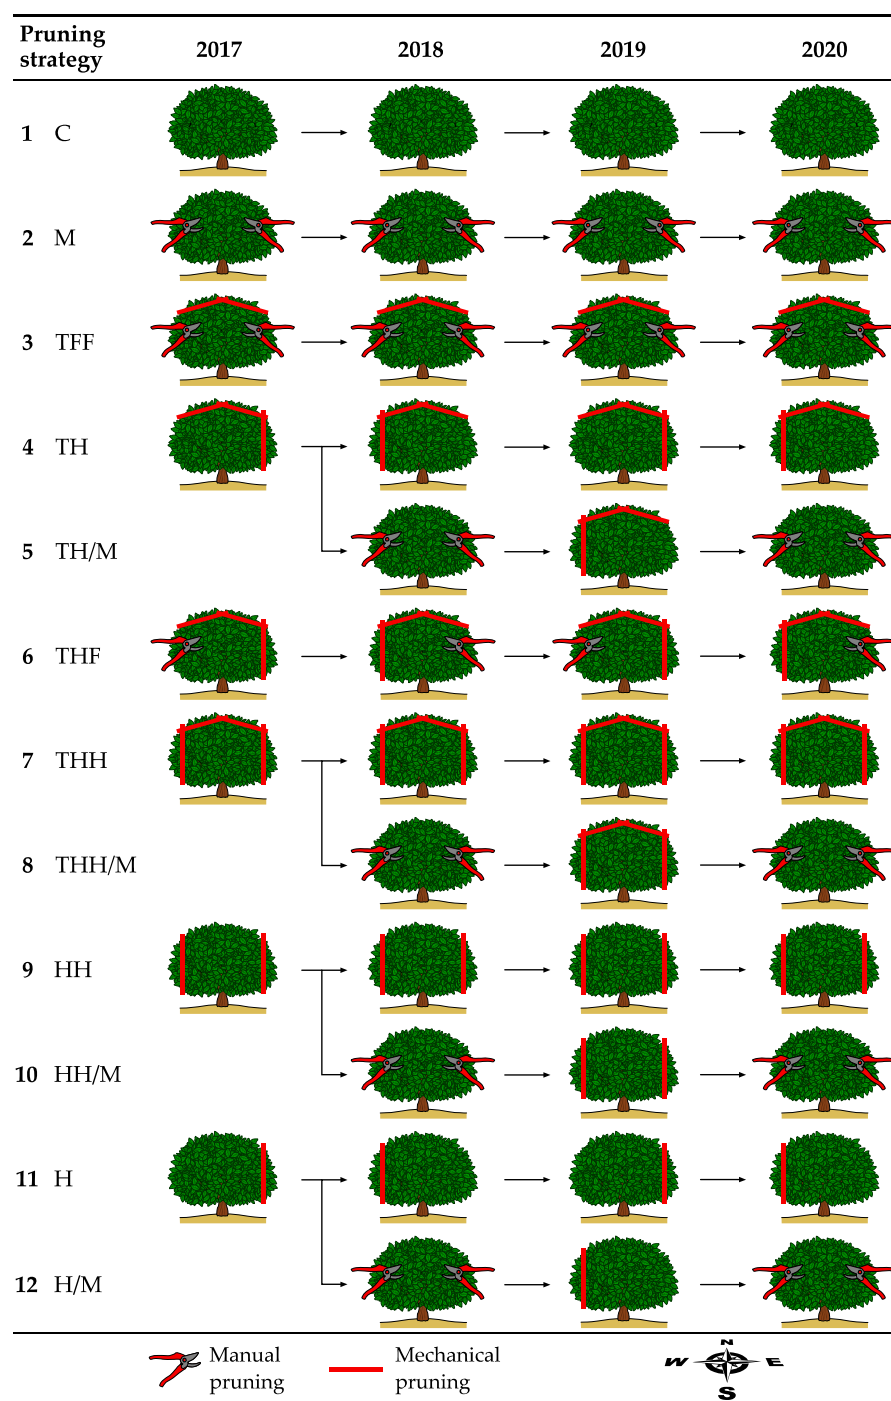 Pruning
strategy
2017
2018
2019
2020
1 C
2 M
3 TFF
4 TH
5 TH/M
6 THF
7 THH
8 THH/M
9 HH
10 HH/M
11 H
12 H/M
Manual
pruning
Mechanical
pruning
N
W E
S